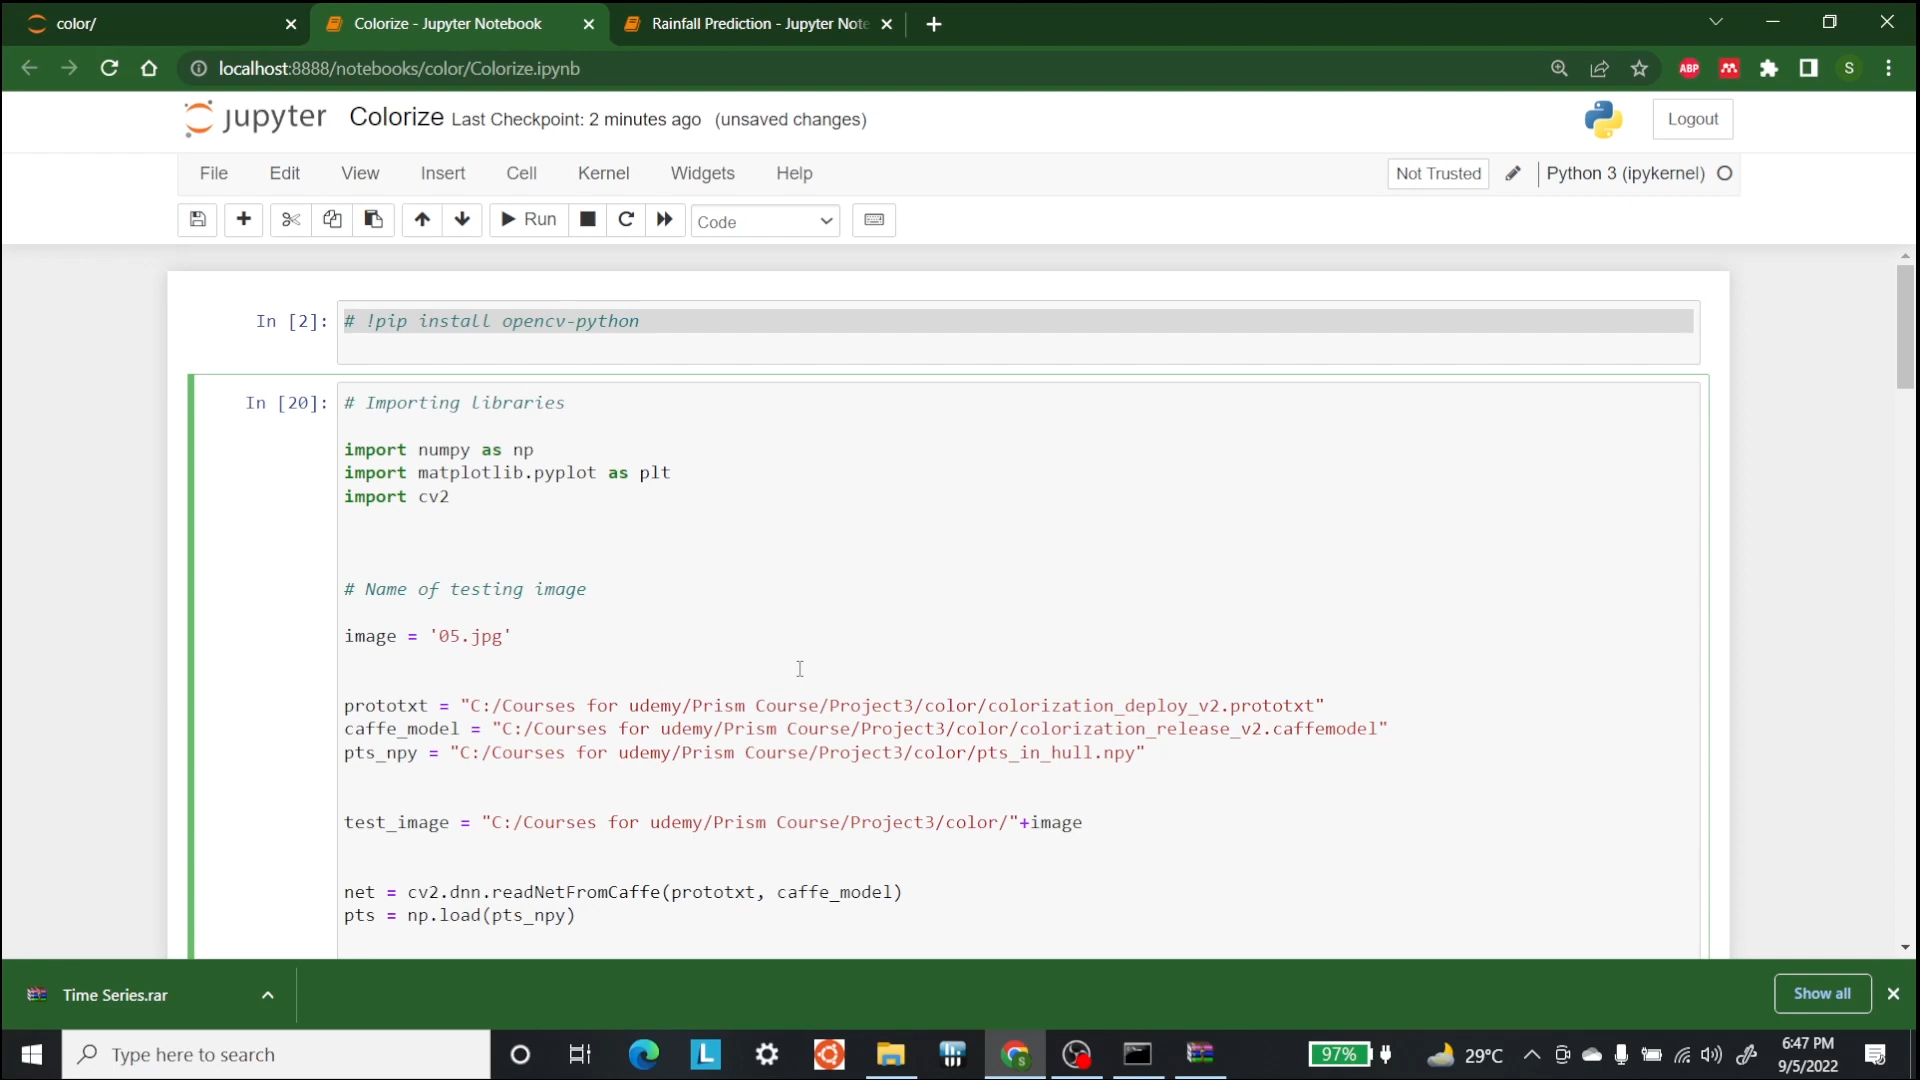 color/
Colorize - Jupyter Notebook
Rainfall Prediction - Jupyter Note
localhost:8888/notebooks/color/Colorize.ipynb
ABP
S
jupyter Colorize Last Checkpoint: 2 minutes ago (unsaved changes)
Logout
File Edit View Insert Cell Kernel Widgets Help
Not Trusted
Python 3 (ipykernel)
Run
Code
In [2]: # !pip install opencv-python
In [20]: # Importing libraries
import numpy as np
import matplotlib.pyplot as plt
import cv2
# Name of testing image
image = '05.jpg'
prototxt = "C:/Courses for udemy/Prism Course/Project3/color/colorization_deploy_v2.prototxt"
caffe_model = "C:/Courses for udemy/Prism Course/Project3/color/colorization_release_v2.caffemodel"
pts_npy = "C:/Courses for udemy/Prism Course/Project3/color/pts_in_hull.npy"
test_image = "C:/Courses for udemy/Prism Course/Project3/color/"+image
net = cv2.dnn.readNetFromCaffe(prototxt, caffe_model)
pts = np.load(pts_npy)
Time Series.rar
Show all
Type here to search
L
S
97%
29°C
6:47 PM
9/5/2022